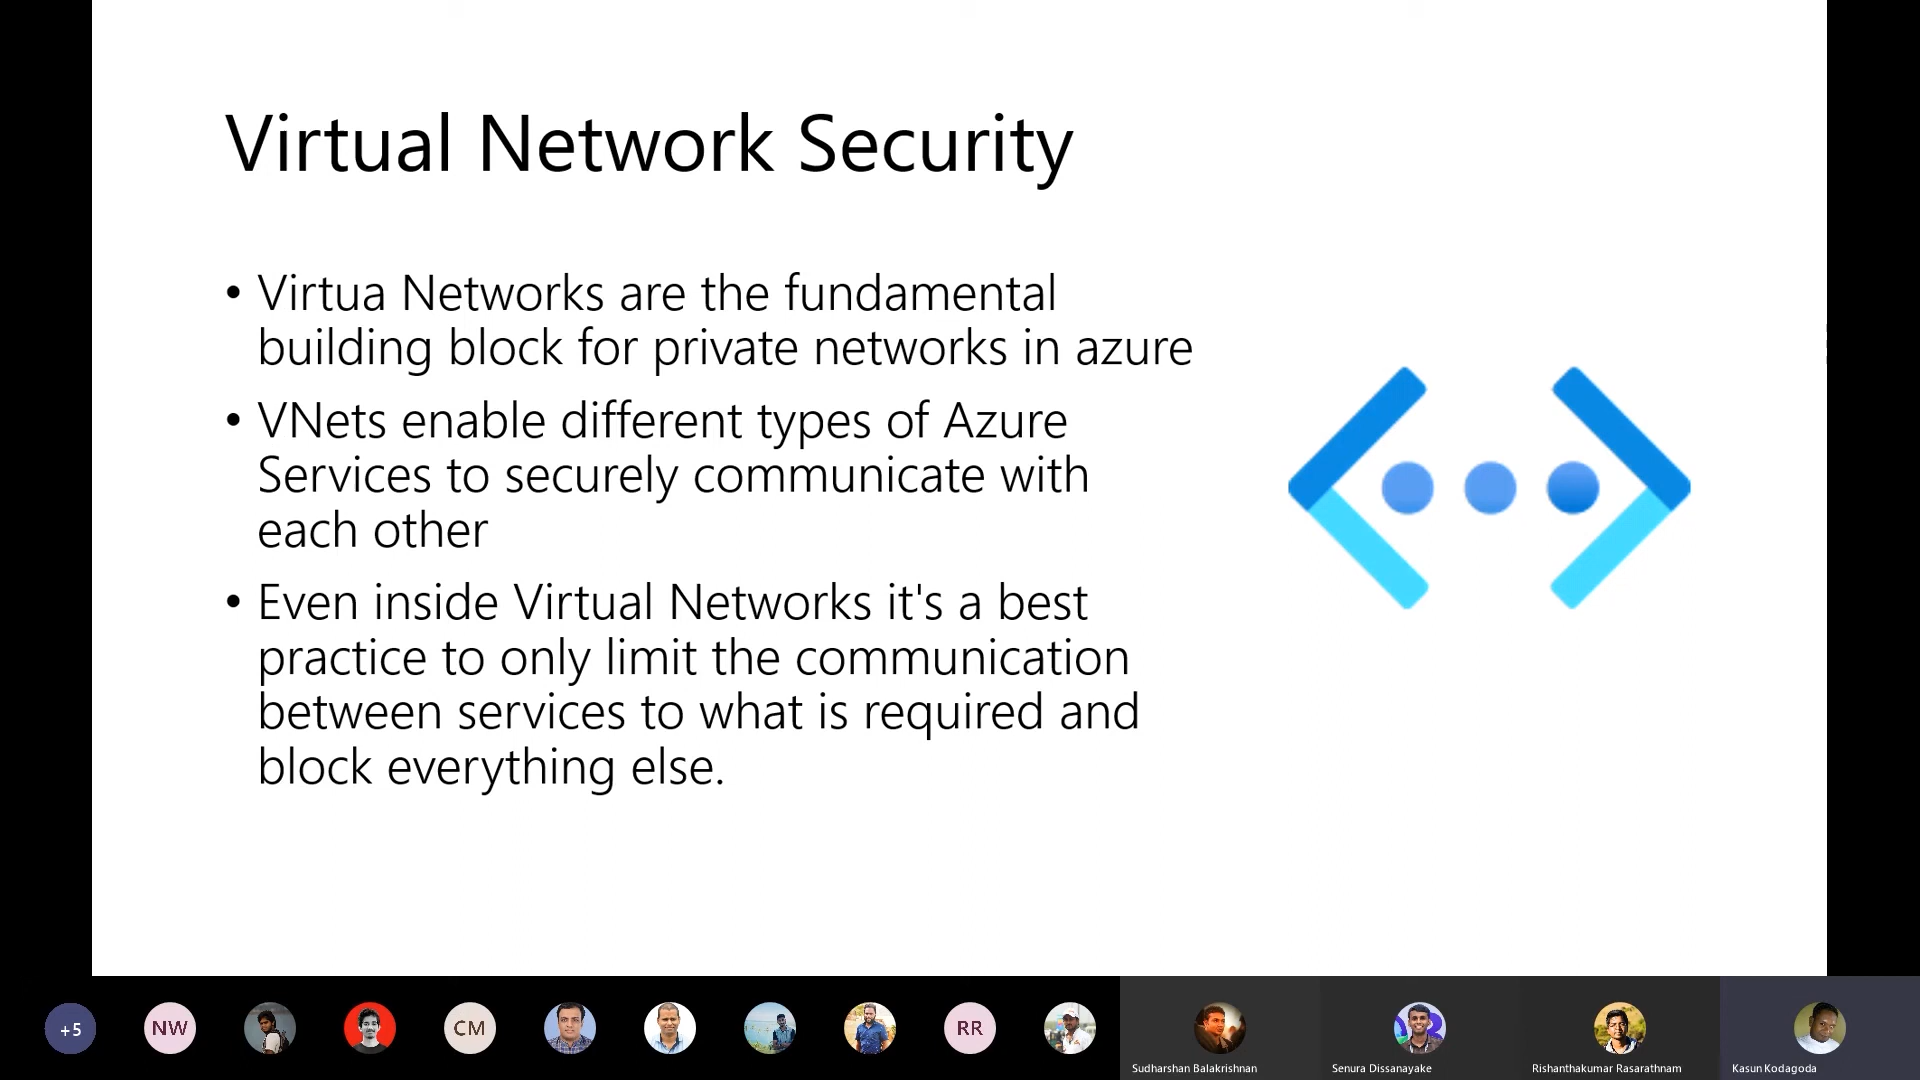 Virtual Network Security
• Virtua Networks are the fundamental
building block for private networks in azure
• VNets enable different types of Azure
Services to securely communicate with
each other
• Even inside Virtual Networks it's a best
practice to only limit the communication
between services to what is required and
block everything else.
+5
NW
CM
RR
Sudharshan Balakrishnan
Senura Dissanayake
Rishanthakumar Rasarathnam
Kasun Kodagoda